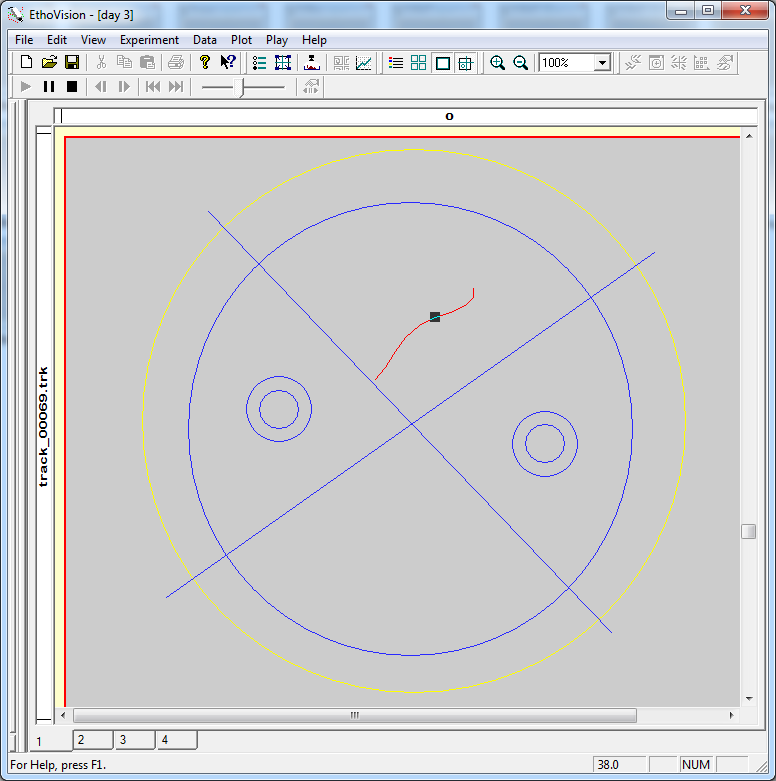 EthoVision - [day 3]
File Edit View Experiment Data Plot Play Help
100%
o
track_00069.trk
1 2 3 4
For Help, press F1. 38.0 NUM